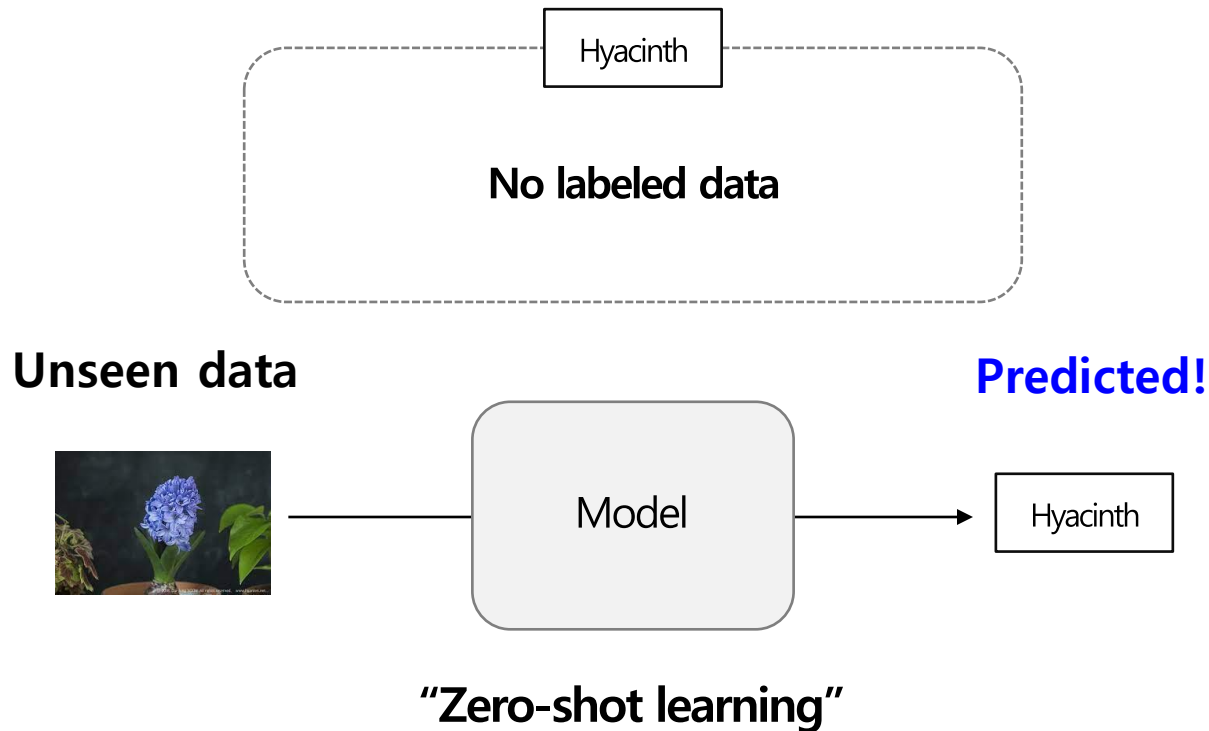 Hyacinth
No labeled data
Unseen data
Predicted!
Model
Hyacinth
“Zero-shot learning”